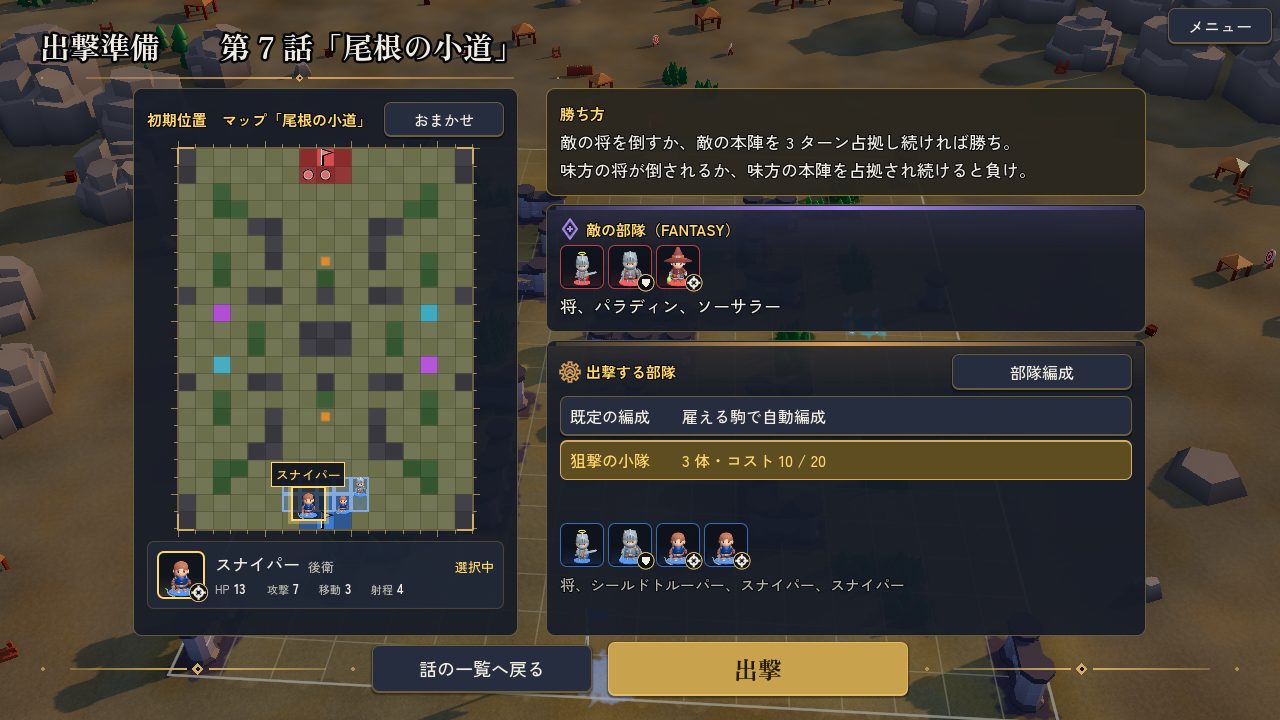 出撃準備　　第７話「尾根の小道」
メニュー
初期位置　マップ「尾根の小道」
おまかせ
スナイパー
スナイパー 後衛
選択中
HP 13　攻撃 7　移動 3　射程 4
勝ち方
敵の将を倒すか、敵の本陣を 3 ターン占拠し続ければ勝ち。
味方の将が倒されるか、味方の本陣を占拠され続けると負け。
敵の部隊（FANTASY）
将、パラディン、ソーサラー
出撃する部隊
部隊編成
既定の編成　　雇える駒で自動編成
狙撃の小隊　　3 体・コスト 10 / 20
将、シールドトルーパー、スナイパー、スナイパー
話の一覧へ戻る
出撃